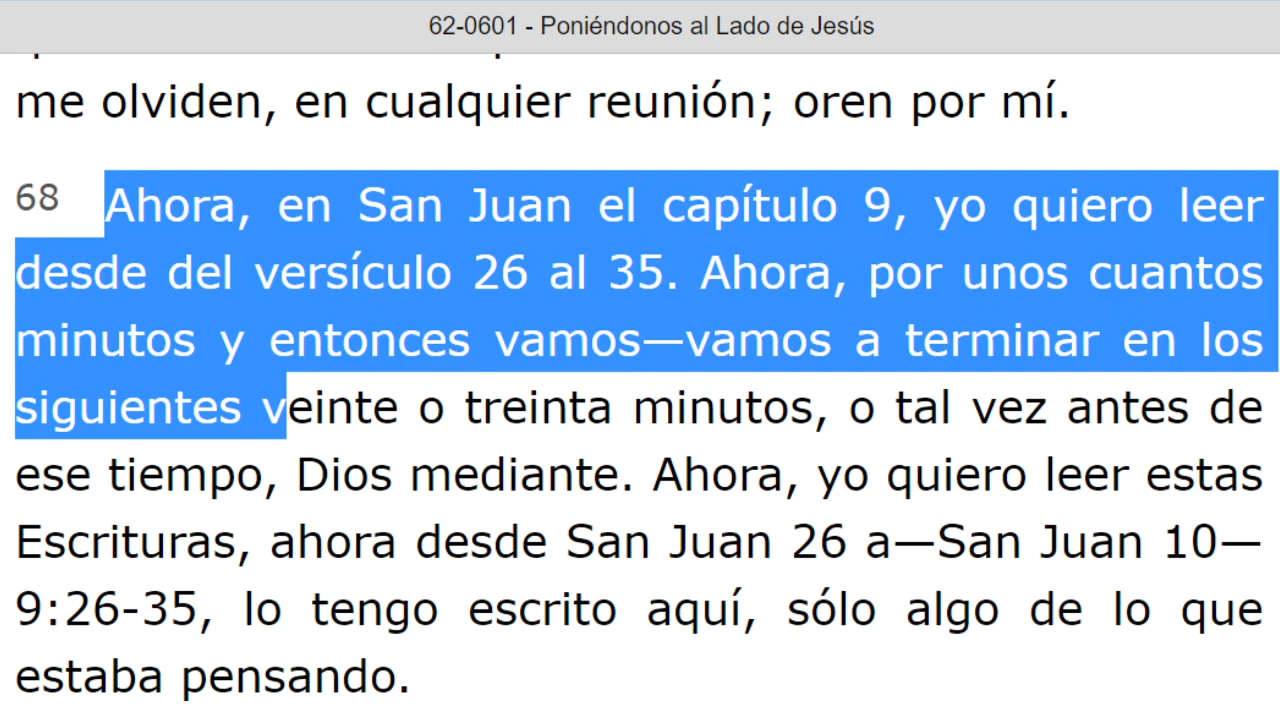 62-0601 - Poniéndonos al Lado de Jesús
me olviden, en cualquier reunión; oren por mí.
68 Ahora, en San Juan el capítulo 9, yo quiero leer
desde del versículo 26 al 35. Ahora, por unos cuantos
minutos y entonces vamos—vamos a terminar en los
siguientes veinte o treinta minutos, o tal vez antes de
ese tiempo, Dios mediante. Ahora, yo quiero leer estas
Escrituras, ahora desde San Juan 26 a—San Juan 10—
9:26-35, lo tengo escrito aquí, sólo algo de lo que
estaba pensando.